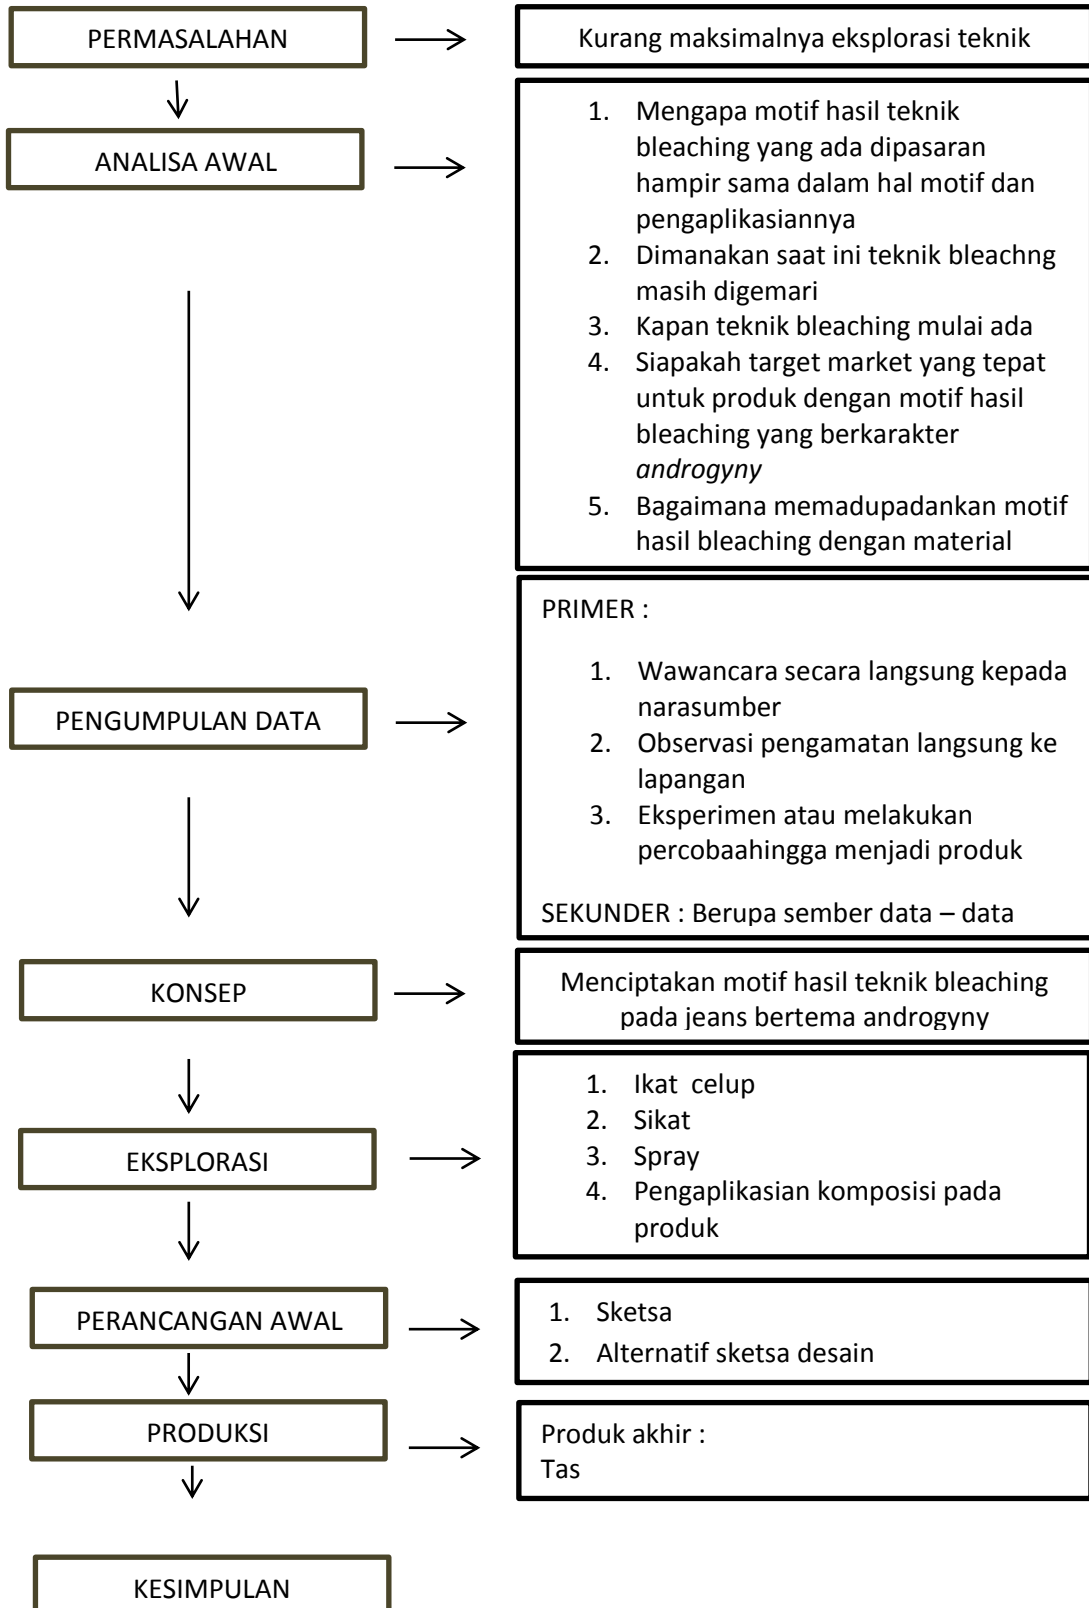 PERMASALAHAN
Kurang maksimalnya eksplorasi teknik
ANALISA AWAL
1. Mengapa motif hasil teknik
bleaching yang ada dipasaran
hampir sama dalam hal motif dan
pengaplikasiannya
2. Dimanakan saat ini teknik bleachng
masih digemari
3. Kapan teknik bleaching mulai ada
4. Siapakah target market yang tepat
untuk produk dengan motif hasil
bleaching yang berkarakter
androgyny
5. Bagaimana memadupadankan motif
hasil bleaching dengan material
PENGUMPULAN DATA
PRIMER :
1. Wawancara secara langsung kepada
narasumber
2. Observasi pengamatan langsung ke
lapangan
3. Eksperimen atau melakukan
percobaahingga menjadi produk
SEKUNDER : Berupa sember data – data
KONSEP
Menciptakan motif hasil teknik bleaching
pada jeans bertema androgyny
EKSPLORASI
1. Ikat celup
2. Sikat
3. Spray
4. Pengaplikasian komposisi pada
produk
PERANCANGAN AWAL
1. Sketsa
2. Alternatif sketsa desain
PRODUKSI
Produk akhir :
Tas
KESIMPULAN